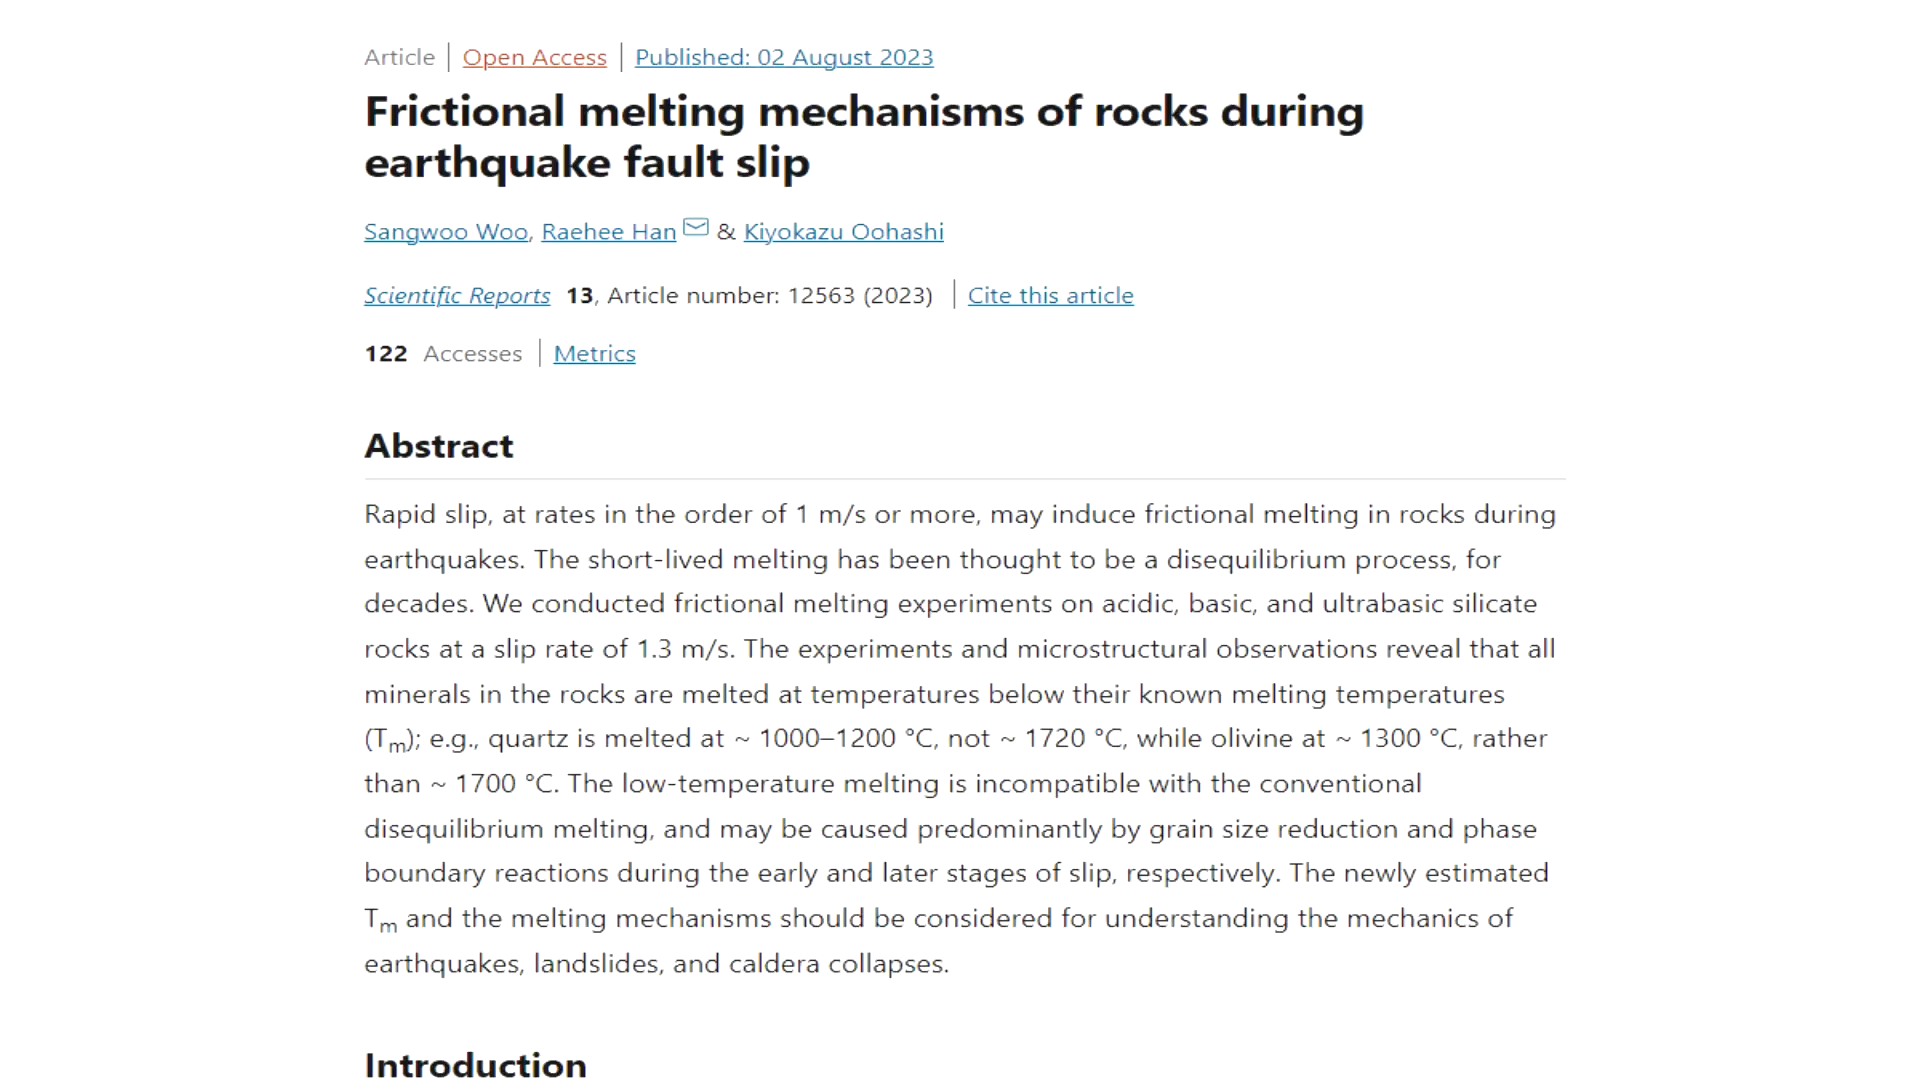 Article | Open Access | Published: 02 August 2023
Frictional melting mechanisms of rocks during
earthquake fault slip
Sangwoo Woo, Raehee Han & Kiyokazu Oohashi
Scientific Reports 13, Article number: 12563 (2023) | Cite this article
122 Accesses | Metrics
Abstract
Rapid slip, at rates in the order of 1 m/s or more, may induce frictional melting in rocks during
earthquakes. The short-lived melting has been thought to be a disequilibrium process, for
decades. We conducted frictional melting experiments on acidic, basic, and ultrabasic silicate
rocks at a slip rate of 1.3 m/s. The experiments and microstructural observations reveal that all
minerals in the rocks are melted at temperatures below their known melting temperatures
(Tm); e.g., quartz is melted at ~ 1000–1200 °C, not ~ 1720 °C, while olivine at ~ 1300 °C, rather
than ~ 1700 °C. The low-temperature melting is incompatible with the conventional
disequilibrium melting, and may be caused predominantly by grain size reduction and phase
boundary reactions during the early and later stages of slip, respectively. The newly estimated
Tm and the melting mechanisms should be considered for understanding the mechanics of
earthquakes, landslides, and caldera collapses.
Introduction